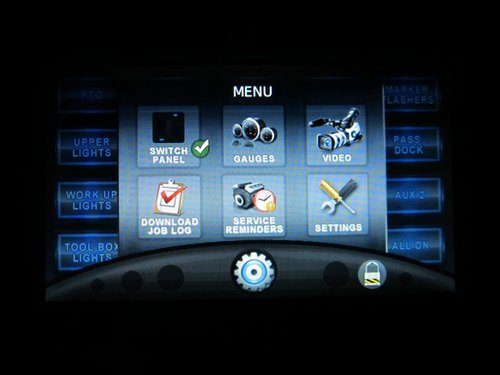 MENU
PTO
MARKER
FLASHERS
SWITCH
PANEL
GAUGES
VIDEO
UPPER
LIGHTS
PASS.
DOCK
WORK UP
LIGHTS
AUX 2
DOWNLOAD
JOB LOG
SERVICE
REMINDERS
SETTINGS
TOOL BOX
LIGHTS
ALL ON